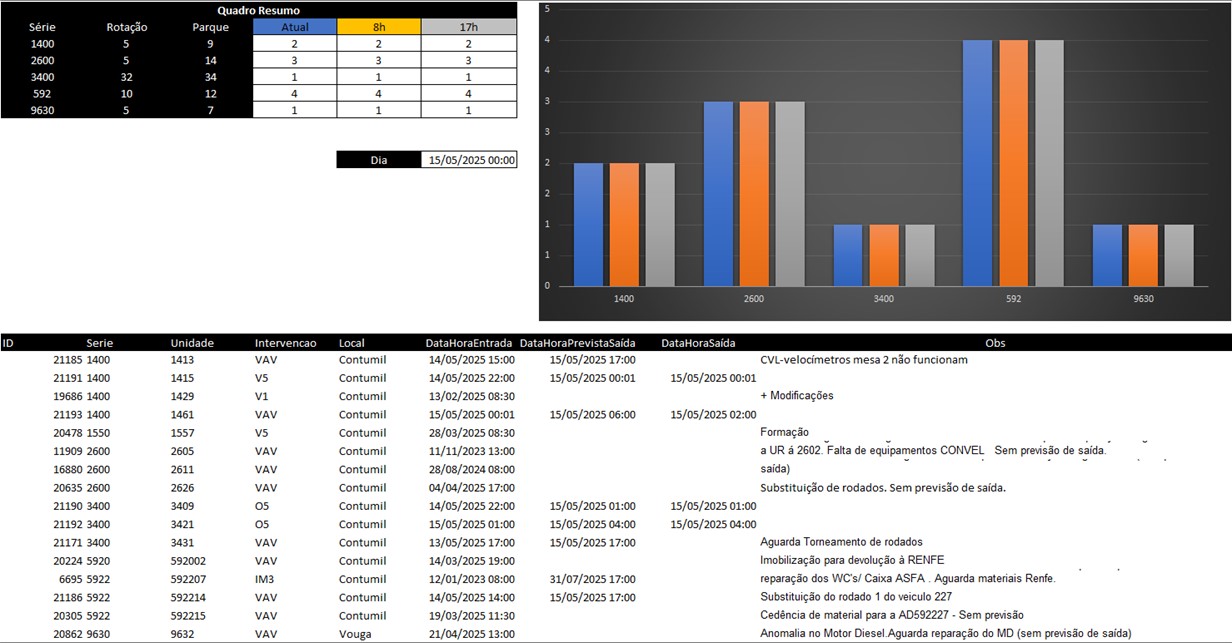 Quadro Resumo
Série Rotação Parque Atual 8h 17h
1400 5 9 2 2 2
2600 5 14 3 3 3
3400 32 34 1 1 1
592 10 12 4 4 4
9630 5 7 1 1 1
Dia 15/05/2025 00:00
5
4
4
3
3
2
2
1
1
0
1400 2600 3400 592 9630
ID Serie Unidade Intervencao Local DataHoraEntrada DataHoraPrevistaSaída DataHoraSaída Obs
21185 1400 1413 VAV Contumil 14/05/2025 15:00 15/05/2025 17:00 CVL-velocímetros mesa 2 não funcionam
21191 1400 1415 V5 Contumil 14/05/2025 22:00 15/05/2025 00:01 15/05/2025 00:01
19686 1400 1429 V1 Contumil 13/02/2025 08:30 + Modificações
21193 1400 1461 VAV Contumil 15/05/2025 00:01 15/05/2025 06:00 15/05/2025 02:00
20478 1550 1557 V5 Contumil 28/03/2025 08:30 Formação
11909 2600 2605 VAV Contumil 11/11/2023 13:00 a UR á 2602. Falta de equipamentos CONVEL Sem previsão de saída.
16880 2600 2611 VAV Contumil 28/08/2024 08:00 saída)
20635 2600 2626 VAV Contumil 04/04/2025 17:00 Substituição de rodados. Sem previsão de saída.
21190 3400 3409 O5 Contumil 14/05/2025 22:00 15/05/2025 01:00 15/05/2025 01:00
21192 3400 3421 O5 Contumil 15/05/2025 01:00 15/05/2025 04:00 15/05/2025 04:00
21171 3400 3431 VAV Contumil 13/05/2025 17:00 15/05/2025 17:00 Aguarda Torneamento de rodados
20224 5920 592002 VAV Contumil 14/03/2025 19:00 Imobilização para devolução à RENFE
6695 5922 592207 IM3 Contumil 12/01/2023 08:00 31/07/2025 17:00 reparação dos WC's/ Caixa ASFA . Aguarda materiais Renfe.
21186 5922 592214 VAV Contumil 14/05/2025 14:00 15/05/2025 17:00 Substituição do rodado 1 do veiculo 227
20305 5922 592215 VAV Contumil 19/03/2025 11:30 Cedência de material para a AD592227 - Sem previsão
20862 9630 9632 VAV Vouga 21/04/2025 13:00 Anomalia no Motor Diesel.Aguarda reparação do MD (sem previsão de saída)